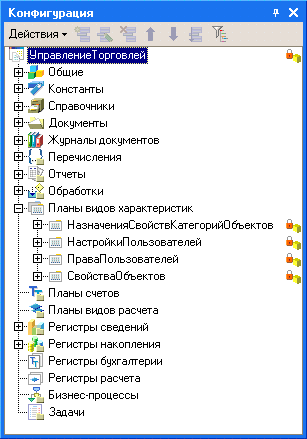 Конфигурация
Действия
УправлениеТорговлей
Общие
Константы
Справочники
Документы
Журналы документов
Перечисления
Отчеты
Обработки
Планы видов характеристик
НазначенияСвойствКатегорийОбъектов
НастройкиПользователей
ПраваПользователей
СвойстваОбъектов
Планы счетов
Планы видов расчета
Регистры сведений
Регистры накопления
Регистры бухгалтерии
Регистры расчета
Бизнес-процессы
Задачи